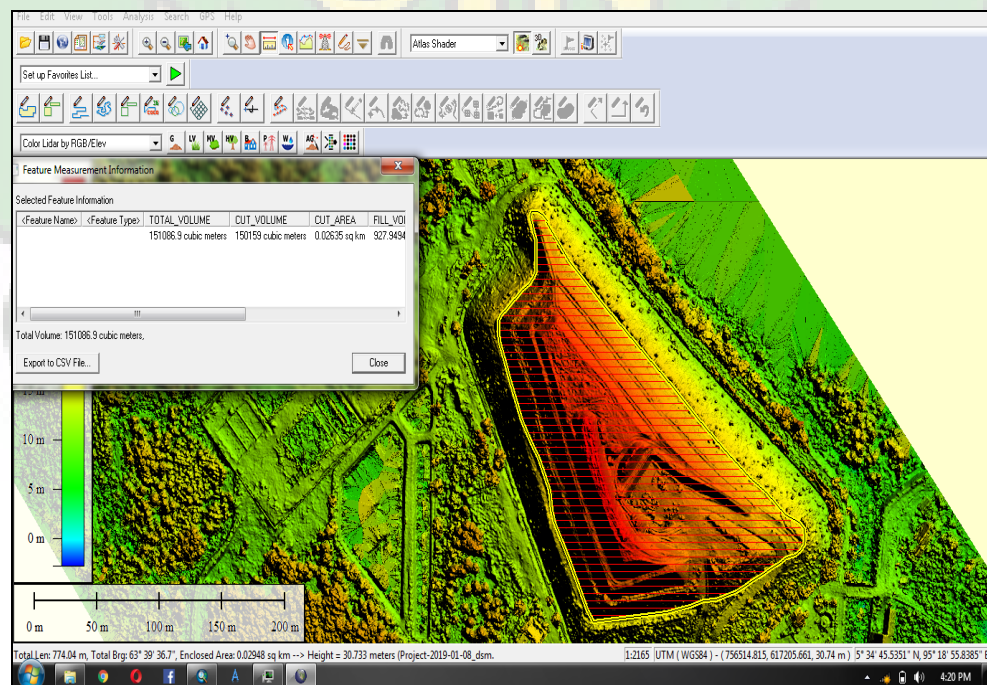 File Edit View Tools Analysis Search GPS Help
Atlas Shader
Set up Favorites List...
Color Lidar by RGB/Elev
Feature Measurement Information X
Selected Feature Information
<Feature Name> <Feature Type> TOTAL_VOLUME CUT_VOLUME CUT_AREA FILL_VOL
151086.9 cubic meters 150159 cubic meters 0.02635 sq km 927.9494
Total Volume: 151086.9 cubic meters,
Export to CSV File... Close
10 m
5 m
0 m
0 m 50 m 100 m 150 m 200 m
Total Len: 774.04 m, Total Brg: 63° 39' 36.7", Enclosed Area: 0.02948 sq km --> Height = 30.733 meters (Project-2019-01-08_dsm. 1:2165 UTM (WGS84) - ( 756514.815, 617205.661, 30.74 m ) 5° 34' 45.5351" N, 95° 18' 55.8385" E
4:20 PM